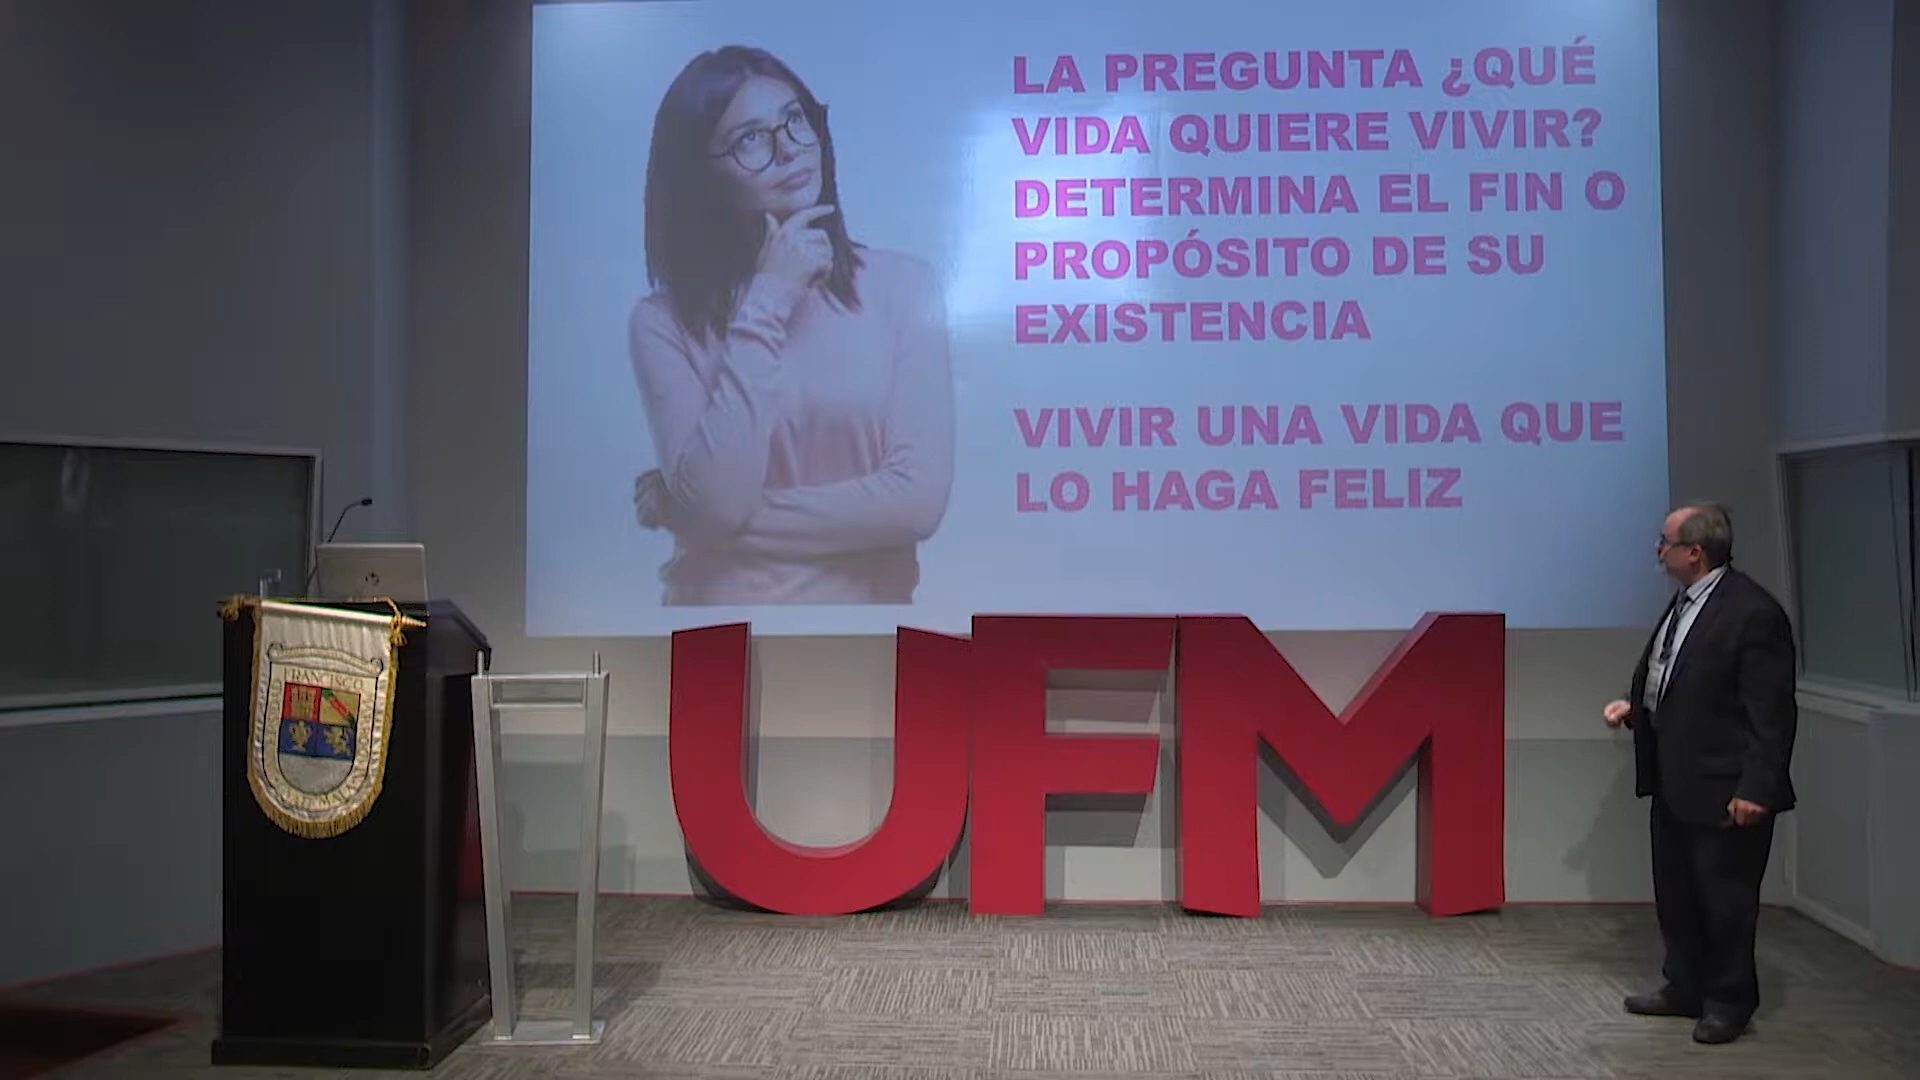 LA PREGUNTA ¿QUÉ
VIDA QUIERE VIVIR?
DETERMINA EL FIN O
PROPÓSITO DE SU
EXISTENCIA
VIVIR UNA VIDA QUE
LO HAGA FELIZ
UFM
FRANCISCO